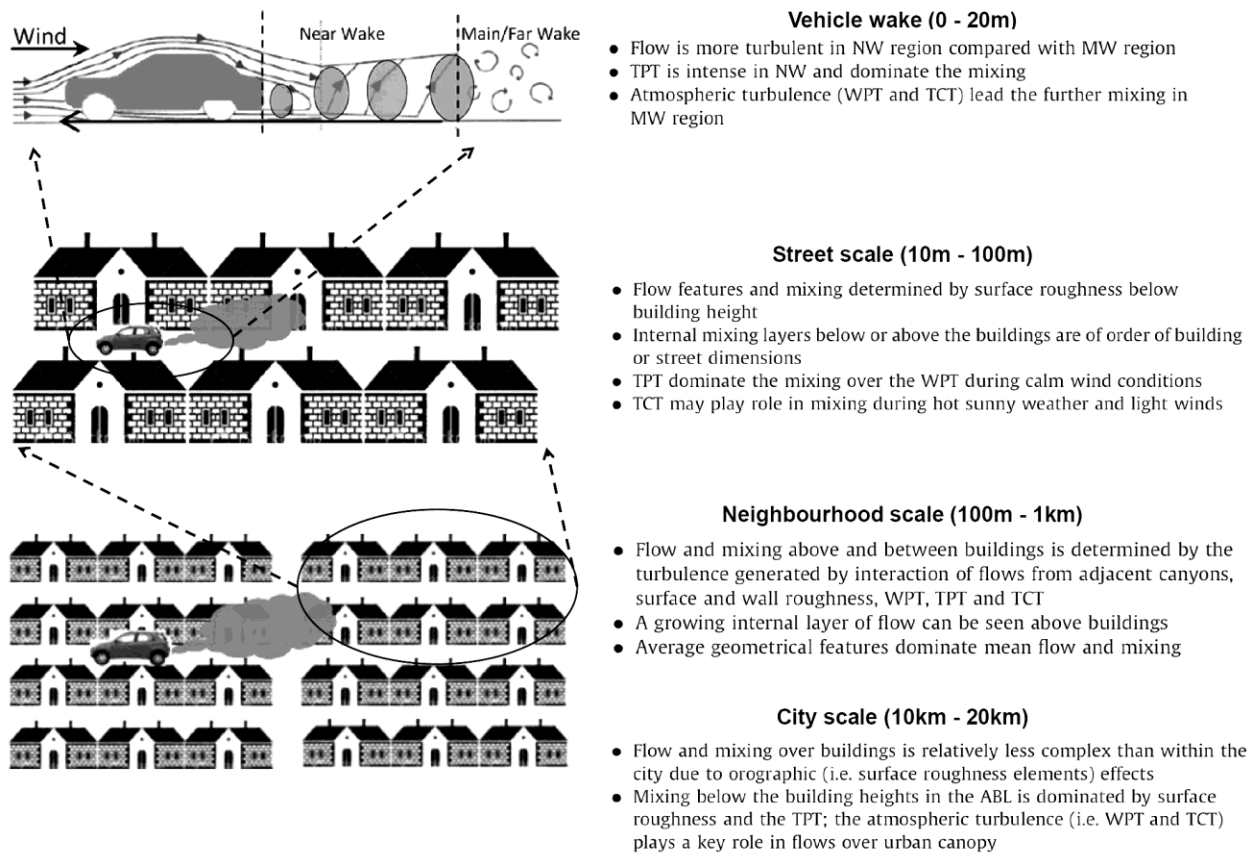 Wind
Near Wake
Main/Far Wake
Vehicle wake (0 - 20m)
• Flow is more turbulent in NW region compared with MW region
• TPT is intense in NW and dominate the mixing
• Atmospheric turbulence (WPT and TCT) lead the further mixing in
MW region
Street scale (10m - 100m)
• Flow features and mixing determined by surface roughness below
building height
• Internal mixing layers below or above the buildings are of order of building
or street dimensions
• TPT dominate the mixing over the WPT during calm wind conditions
• TCT may play role in mixing during hot sunny weather and light winds
Neighbourhood scale (100m - 1km)
• Flow and mixing above and between buildings is determined by the
turbulence generated by interaction of flows from adjacent canyons,
surface and wall roughness, WPT, TPT and TCT
• A growing internal layer of flow can be seen above buildings
• Average geometrical features dominate mean flow and mixing
City scale (10km - 20km)
• Flow and mixing over buildings is relatively less complex than within the
city due to orographic (i.e. surface roughness elements) effects
• Mixing below the building heights in the ABL is dominated by surface
roughness and the TPT; the atmospheric turbulence (i.e. WPT and TCT)
plays a key role in flows over urban canopy